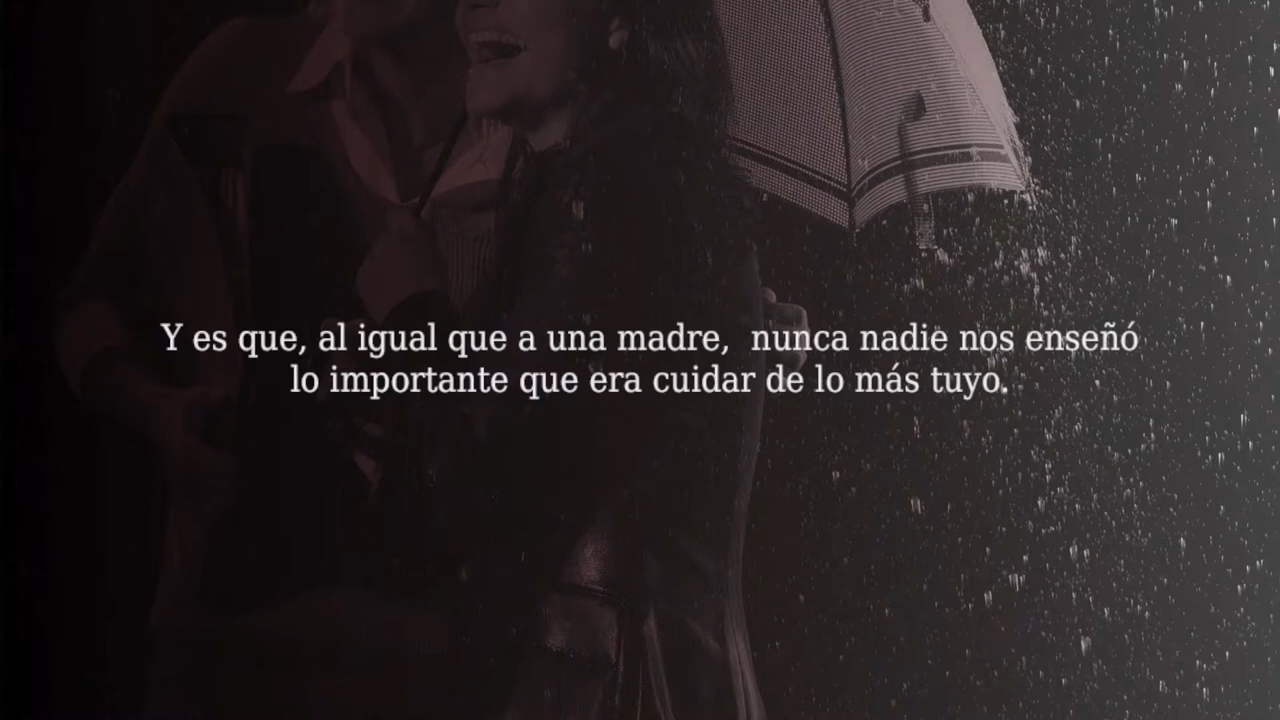 Y es que, al igual que a una madre, nunca nadie nos enseñó
lo importante que era cuidar de lo más tuyo.